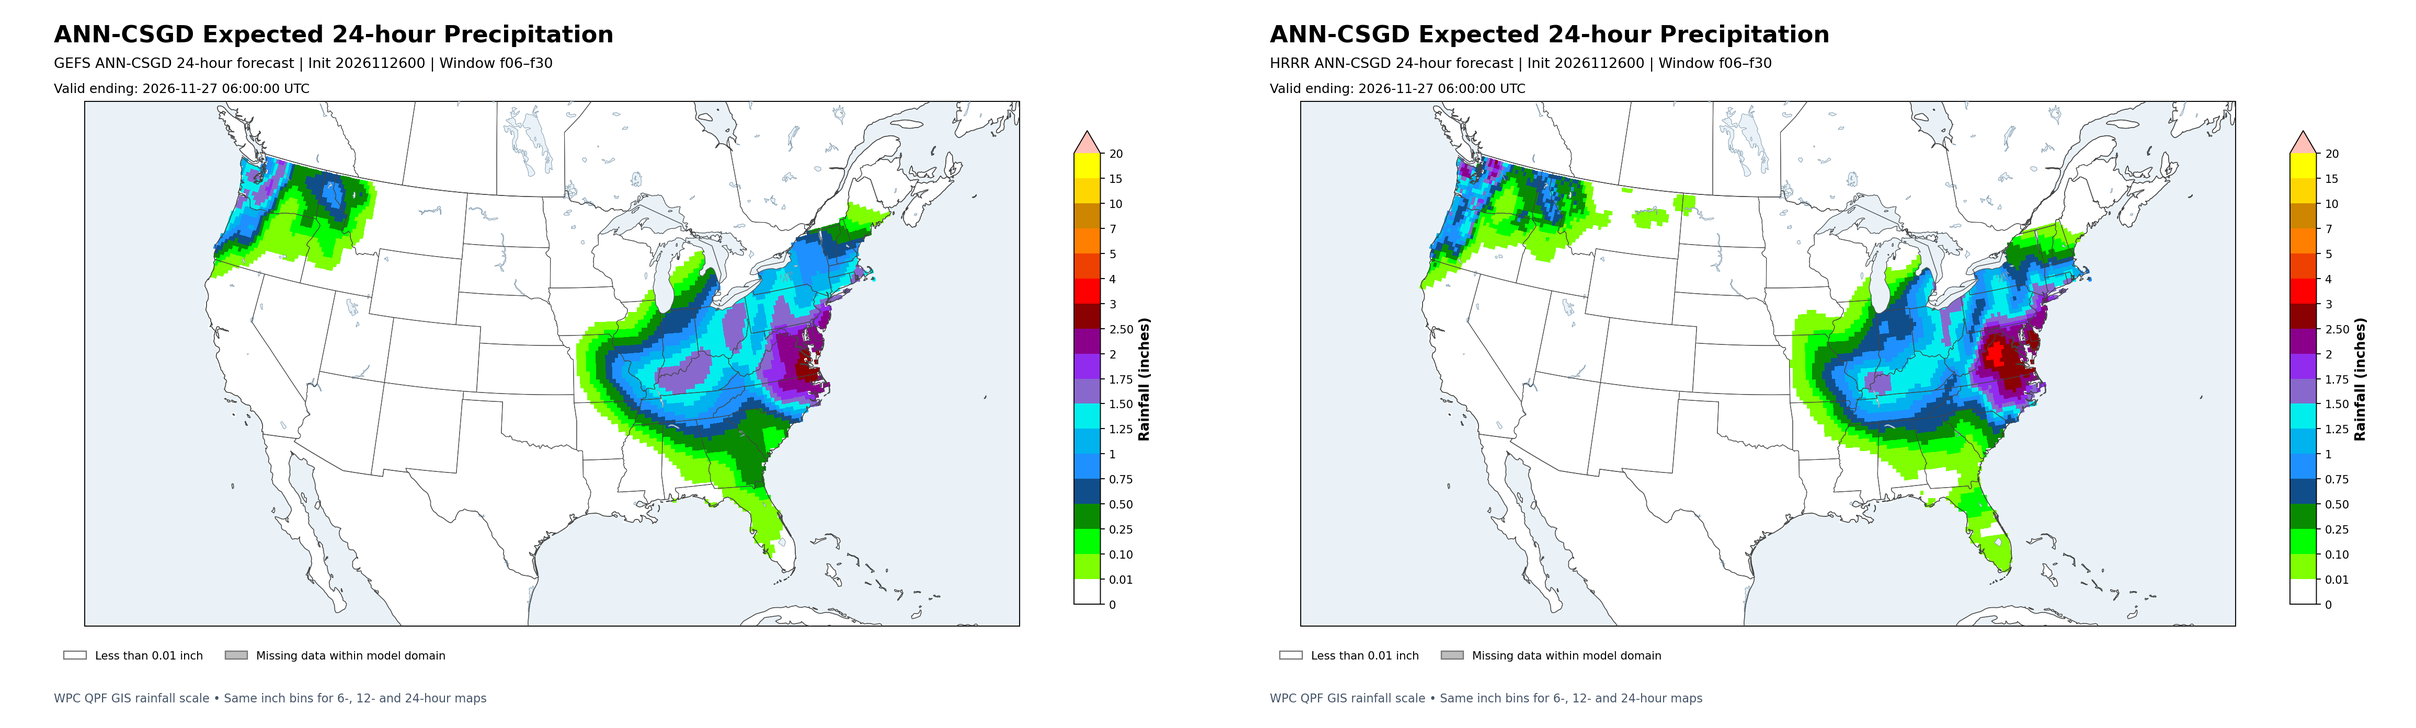 ANN-CSGD Expected 24-hour Precipitation
GEFS ANN-CSGD 24-hour forecast | Init 2026112600 | Window f06–f30
Valid ending: 2026-11-27 06:00:00 UTC
20
15
10
7
5
4
3
2.50
2
1.75
1.50
1.25
1
0.75
0.50
0.25
0.10
0.01
0
Rainfall (inches)
Less than 0.01 inch
Missing data within model domain
WPC QPF GIS rainfall scale • Same inch bins for 6-, 12- and 24-hour maps
ANN-CSGD Expected 24-hour Precipitation
HRRR ANN-CSGD 24-hour forecast | Init 2026112600 | Window f06–f30
Valid ending: 2026-11-27 06:00:00 UTC
20
15
10
7
5
4
3
2.50
2
1.75
1.50
1.25
1
0.75
0.50
0.25
0.10
0.01
0
Rainfall (inches)
Less than 0.01 inch
Missing data within model domain
WPC QPF GIS rainfall scale • Same inch bins for 6-, 12- and 24-hour maps